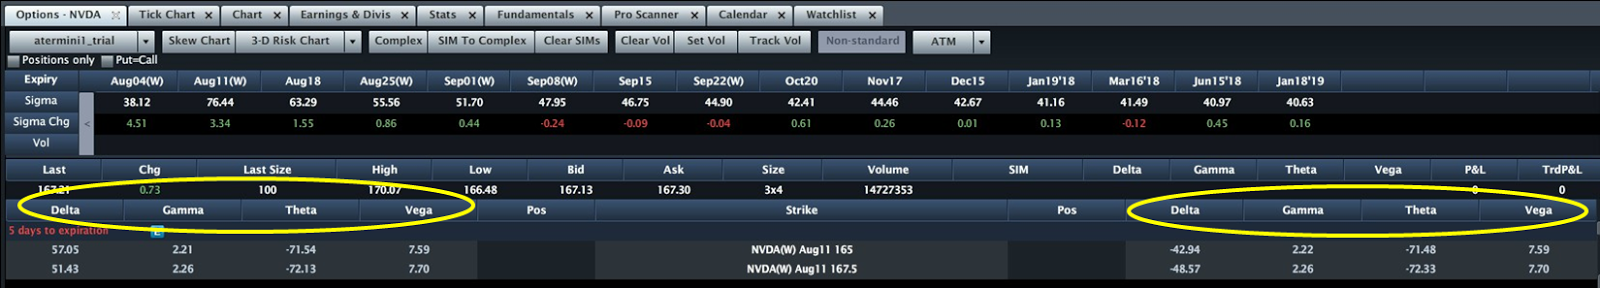 Options - NVDA Tick Chart Chart Earnings & Divis Stats Fundamentals Pro Scanner Calendar Watchlist
atermini1_trial Skew Chart 3-D Risk Chart Complex SIM To Complex Clear SIMs Clear Vol Set Vol Track Vol Non-standard ATM
Positions only Put=Call
Expiry Aug04(W) Aug11(W) Aug18 Aug25(W) Sep01(W) Sep08(W) Sep15 Sep22(W) Oct20 Nov17 Dec15 Jan19'18 Mar16'18 Jun15'18 Jan18'19
Sigma 38.12 76.44 63.29 55.56 51.70 47.95 46.75 44.90 42.41 44.46 42.67 41.16 41.49 40.97 40.63
Sigma Chg < 4.51 3.34 1.55 0.86 0.44 -0.24 -0.09 -0.04 0.61 0.26 0.01 0.13 -0.12 0.45 0.16
Vol
Last Chg Last Size High Low Bid Ask Size Volume SIM Delta Gamma Theta Vega P&L TrdP&L
167.21 0.73 100 170.07 166.48 167.13 167.30 3x4 14727353 0 0
Delta Gamma Theta Vega Pos Strike Pos Delta Gamma Theta Vega
5 days to expiration
57.05 2.21 -71.54 7.59 NVDA(W) Aug11 165 -42.94 2.22 -71.48 7.59
51.43 2.26 -72.13 7.70 NVDA(W) Aug11 167.5 -48.57 2.26 -72.33 7.70